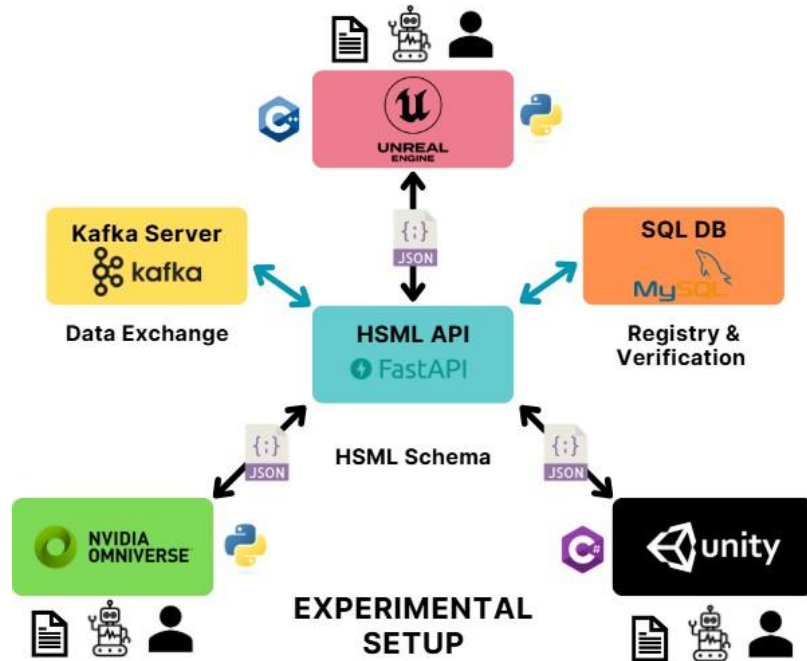 C++
UNREAL
ENGINE
{;}
JSON
Kafka Server
kafka
Data Exchange
SQL DB
MySQL
Registry &
Verification
HSML API
FastAPI
HSML Schema
{;}
JSON
{;}
JSON
NVIDIA
OMNIVERSE
C#
unity
EXPERIMENTAL
SETUP